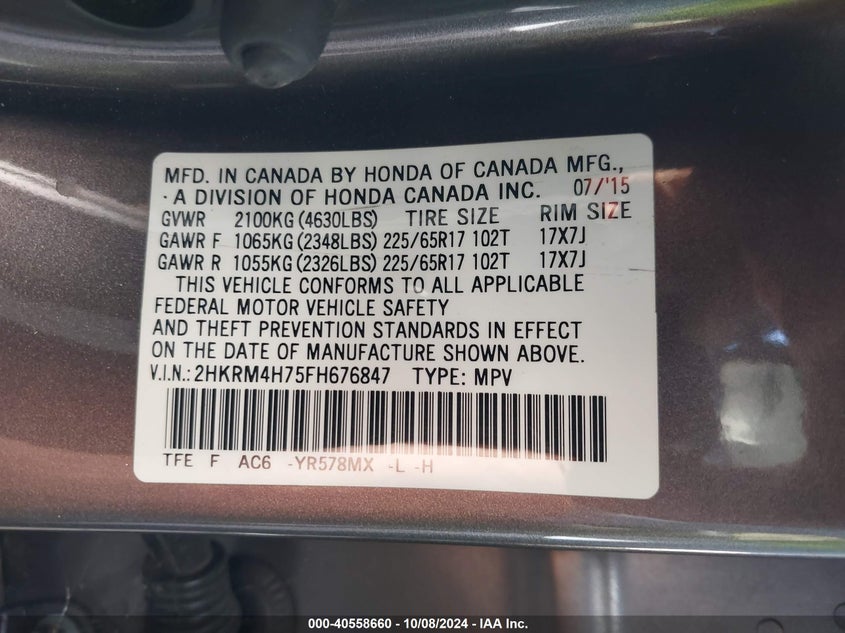 MFD. IN CANADA BY HONDA OF CANADA MFG.,
· A DIVISION OF HONDA CANADA INC. 07/'15
GVWR 2100KG (4630LBS) TIRE SIZE RIM SIZE
GAWR F 1065KG (2348LBS) 225/65R17 102T 17X7J
GAWR R 1055KG (2326LBS) 225/65R17 102T 17X7J
THIS VEHICLE CONFORMS TO ALL APPLICABLE
FEDERAL MOTOR VEHICLE SAFETY
AND THEFT PREVENTION STANDARDS IN EFFECT
ON THE DATE OF MANUFACTURE SHOWN ABOVE.
V.I.N.: 2HKRM4H75FH676847 TYPE: MPV
TFE F AC6 -YR578MX -L -H
000-40558660 - 10/08/2024 - IAA Inc.